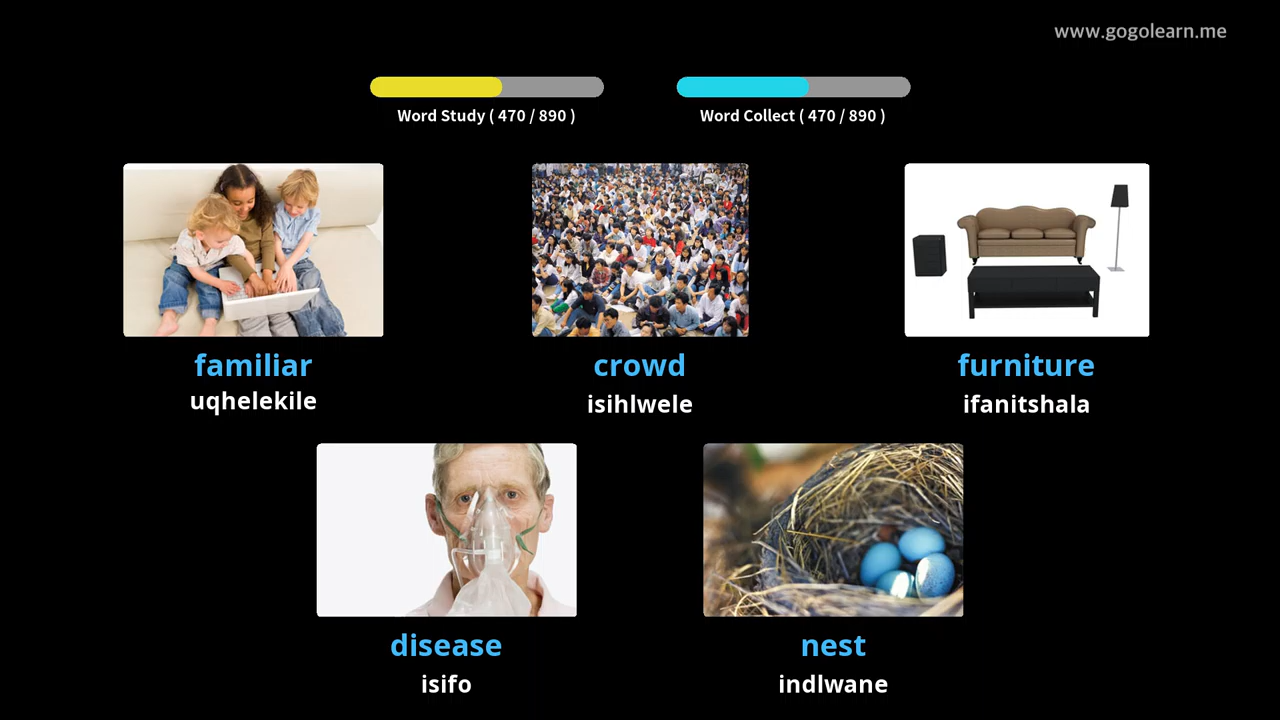 www.gogolearn.me
Word Study ( 470 / 890 )
Word Collect ( 470 / 890 )
familiar
uqhelekile
crowd
isihlwele
furniture
ifanitshala
disease
isifo
nest
indlwane